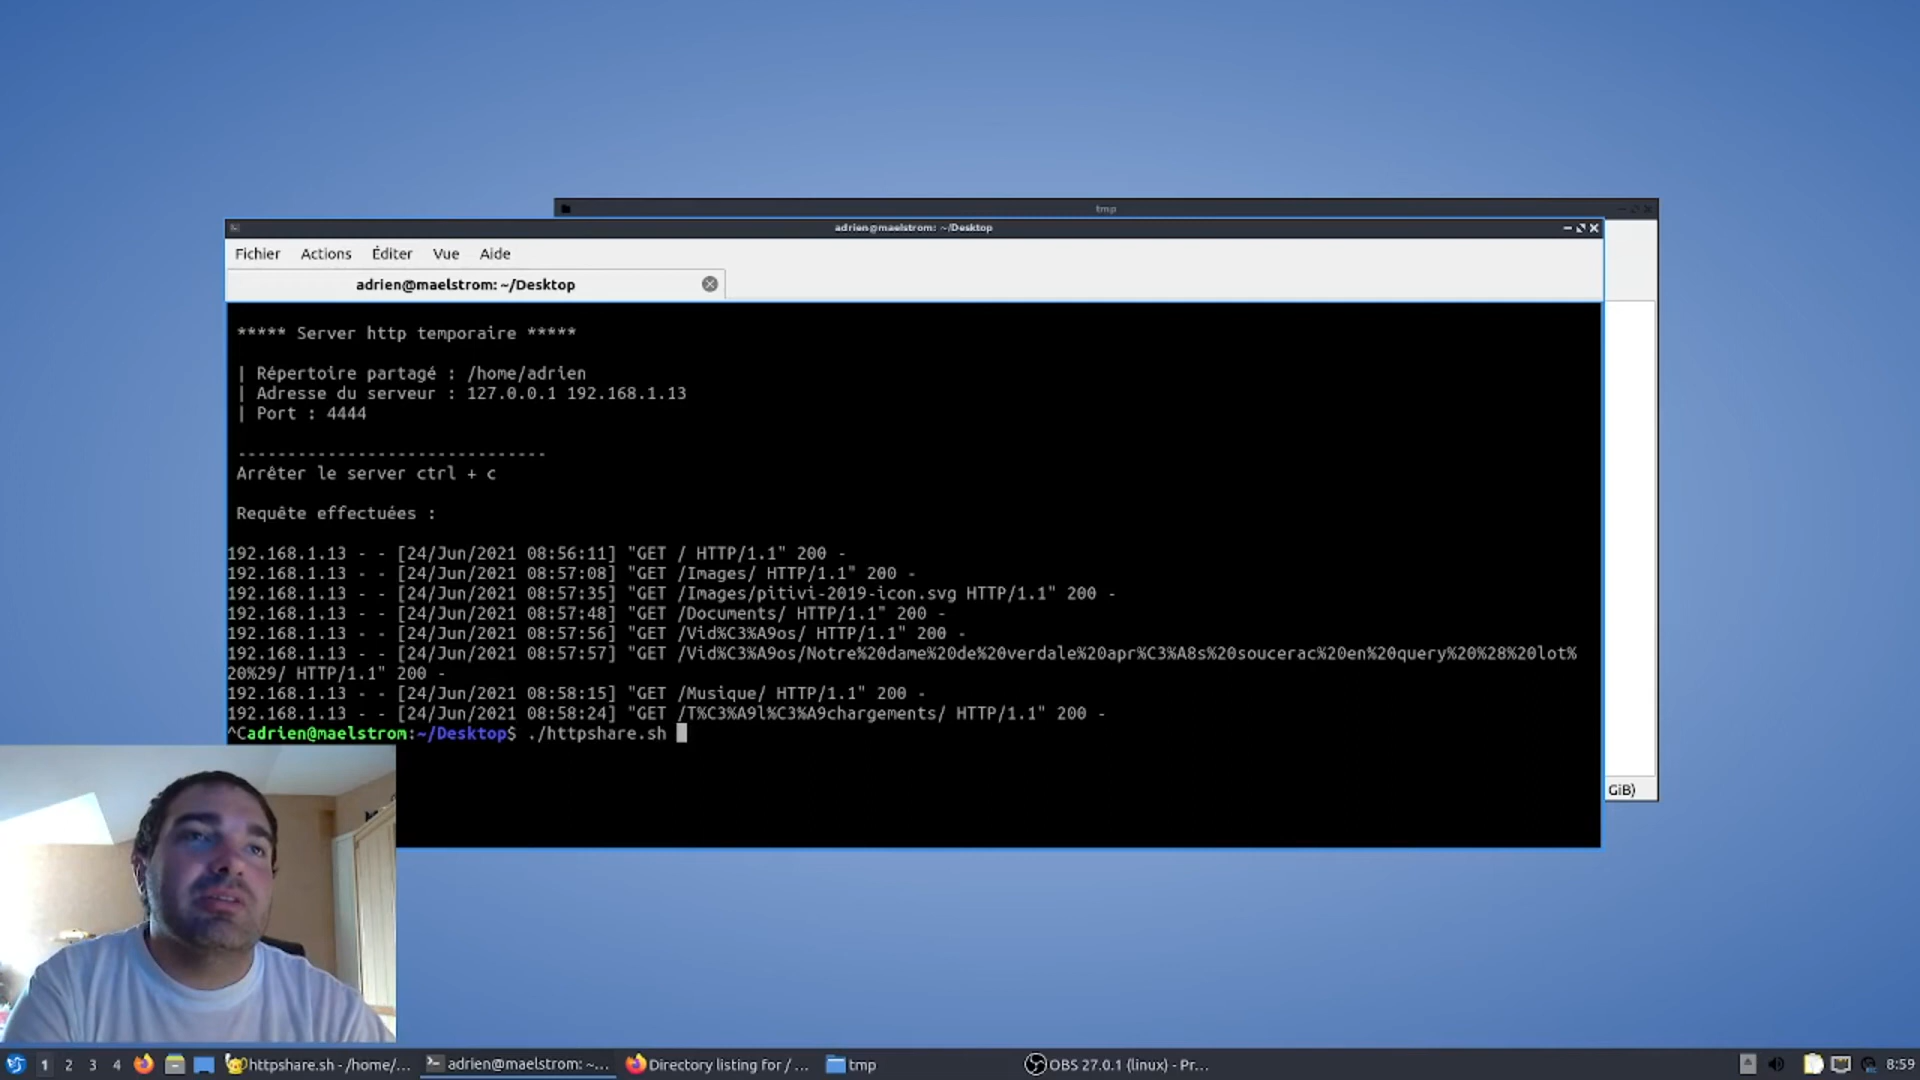 tmp
adrien@maelstrom: ~/Desktop
Fichier Actions Éditer Vue Aide
adrien@maelstrom: ~/Desktop
***** Server http temporaire *****
| Répertoire partagé : /home/adrien
| Adresse du serveur : 127.0.0.1 192.168.1.13
| Port : 4444
-------------------------------
Arrêter le server ctrl + c
Requête effectuées :
192.168.1.13 - - [24/Jun/2021 08:56:11] "GET / HTTP/1.1" 200 -
192.168.1.13 - - [24/Jun/2021 08:57:08] "GET /Images/ HTTP/1.1" 200 -
192.168.1.13 - - [24/Jun/2021 08:57:35] "GET /Images/pitivi-2019-icon.svg HTTP/1.1" 200 -
192.168.1.13 - - [24/Jun/2021 08:57:48] "GET /Documents/ HTTP/1.1" 200 -
192.168.1.13 - - [24/Jun/2021 08:57:56] "GET /Vid%C3%A9os/ HTTP/1.1" 200 -
192.168.1.13 - - [24/Jun/2021 08:57:57] "GET /Vid%C3%A9os/Notre%20dame%20de%20verdale%20apr%C3%A8s%20soucerac%20en%20query%20%28%20lot%
20%29/ HTTP/1.1" 200 -
192.168.1.13 - - [24/Jun/2021 08:58:15] "GET /Musique/ HTTP/1.1" 200 -
192.168.1.13 - - [24/Jun/2021 08:58:24] "GET /T%C3%A9l%C3%A9chargements/ HTTP/1.1" 200 -
^Cadrien@maelstrom:~/Desktop$ ./httpshare.sh
GiB)
1 2 3 4 httpshare.sh - /home/... adrien@maelstrom: ~... Directory listing for / ... tmp OBS 27.0.1 (linux) - Pr... 8:59